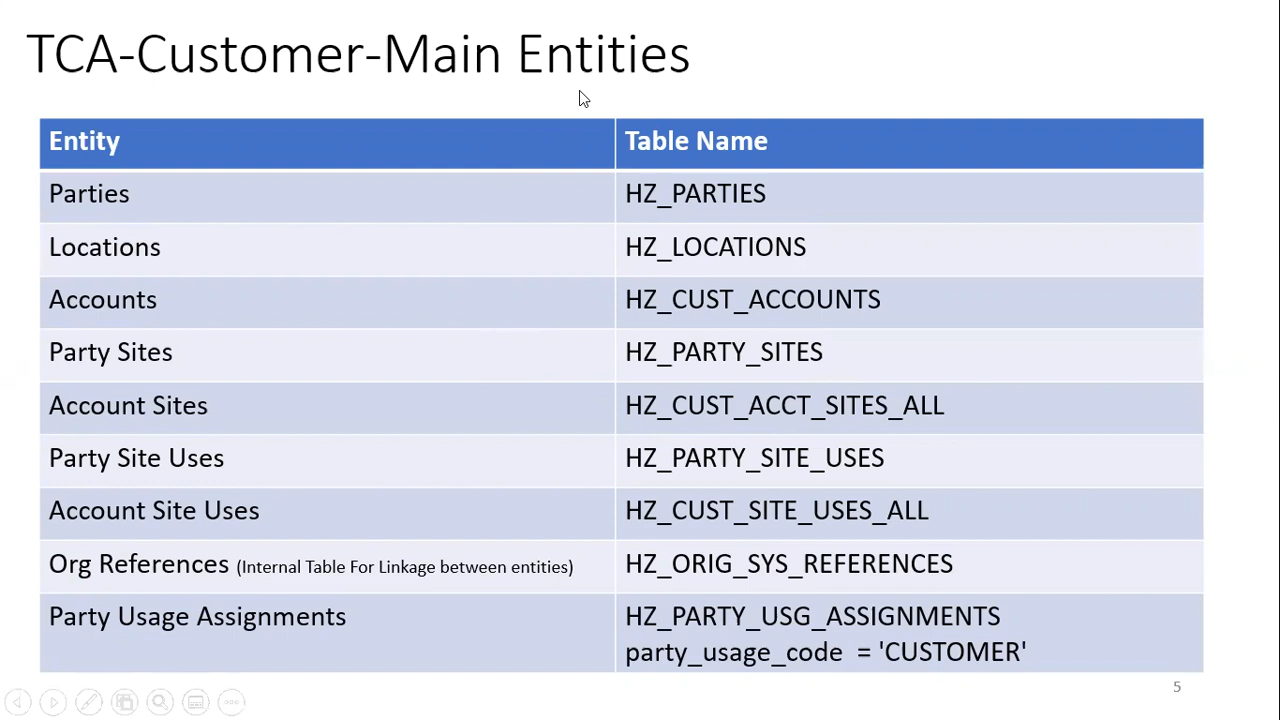 TCA-Customer-Main Entities
Entity Table Name
Parties HZ_PARTIES
Locations HZ_LOCATIONS
Accounts HZ_CUST_ACCOUNTS
Party Sites HZ_PARTY_SITES
Account Sites HZ_CUST_ACCT_SITES_ALL
Party Site Uses HZ_PARTY_SITE_USES
Account Site Uses HZ_CUST_SITE_USES_ALL
Org References (Internal Table For Linkage between entities) HZ_ORIG_SYS_REFERENCES
Party Usage Assignments HZ_PARTY_USG_ASSIGNMENTS
party_usage_code = 'CUSTOMER'
5